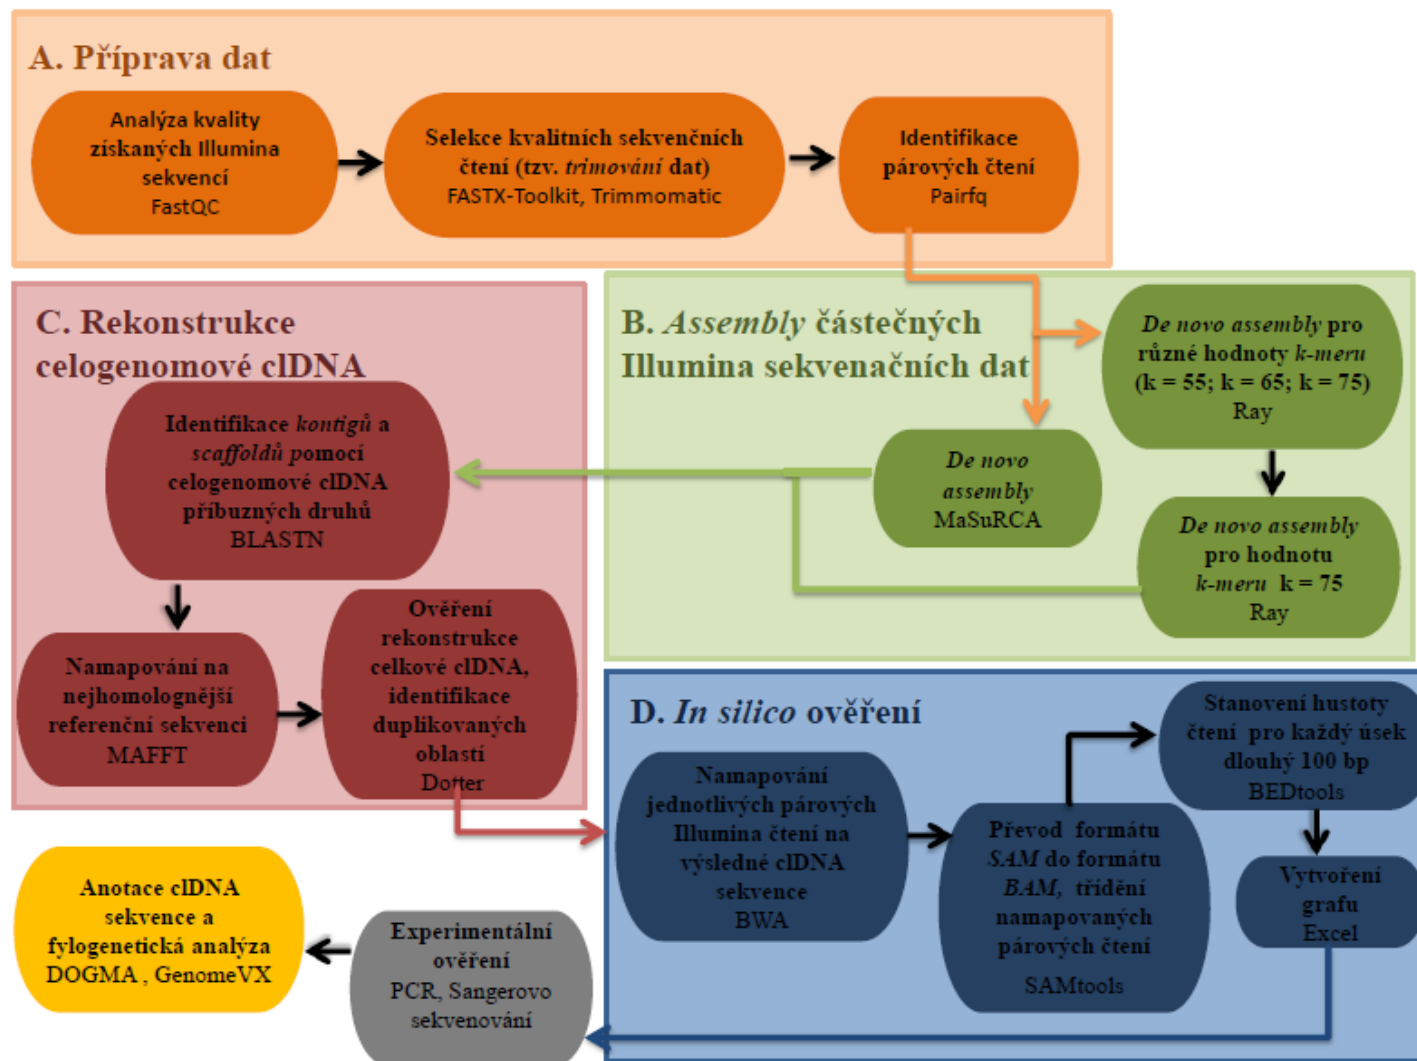 A. Příprava dat
Analýza kvality
získaných Illumina
sekvencí
FastQC
Selekce kvalitních sekvenčních
čtení (tzv. trimování dat)
FASTX-Toolkit, Trimmomatic
Identifikace
párových čtení
Pairfq
B. Assembly částečných
Illumina sekvenačních dat
De novo assembly pro
různé hodnoty k-meru
(k = 55; k = 65; k = 75)
Ray
De novo
assembly
MaSuRCA
De novo assembly
pro hodnotu
k-meru k = 75
Ray
C. Rekonstrukce
celogenomové clDNA
Identifikace kontigů a
scaffoldů pomocí
celogenomové clDNA
příbuzných druhů
BLASTN
Namapování na
nejhomolognější
referenční sekvenci
MAFFT
Ověření
rekonstrukce
celkové clDNA,
identifikace
duplikovaných
oblastí
Dotter
D. In silico ověření
Namapování
jednotlivých párových
Illumina čtení na
výsledné clDNA
sekvence
BWA
Převod formátu
SAM do formátu
BAM, třídění
namapovaných
párových čtení
SAMtools
Stanovení hustoty
čtení pro každý úsek
dlouhý 100 bp
BEDtools
Vytvoření
grafu
Excel
Experimentální
ověření
PCR, Sangerovo
sekvenování
Anotace clDNA
sekvence a
fylogenetická analýza
DOGMA , GenomeVX